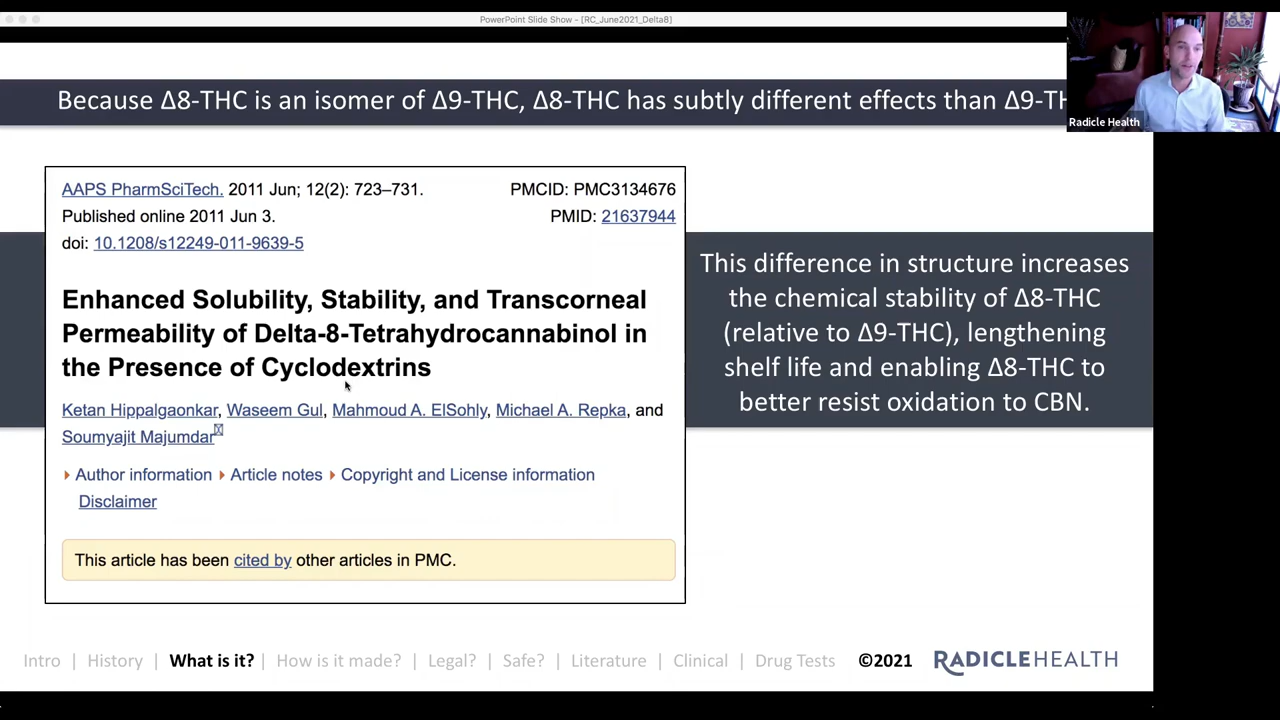 PowerPoint Slide Show - [RC_June2021_Delta8]
Because Δ8-THC is an isomer of Δ9-THC, Δ8-THC has subtly different effects than Δ9-TH
Radicle Health
AAPS PharmSciTech. 2011 Jun; 12(2): 723–731. PMCID: PMC3134676
Published online 2011 Jun 3. PMID: 21637944
doi: 10.1208/s12249-011-9639-5
Enhanced Solubility, Stability, and Transcorneal
Permeability of Delta-8-Tetrahydrocannabinol in
the Presence of Cyclodextrins
Ketan Hippalgaonkar, Waseem Gul, Mahmoud A. ElSohly, Michael A. Repka, and
Soumyajit Majumdar
Author information Article notes Copyright and License information
Disclaimer
This article has been cited by other articles in PMC.
This difference in structure increases
the chemical stability of Δ8-THC
(relative to Δ9-THC), lengthening
shelf life and enabling Δ8-THC to
better resist oxidation to CBN.
Intro | History | What is it? | How is it made? | Legal? | Safe? | Literature | Clinical | Drug Tests ©2021 RADICLEHEALTH